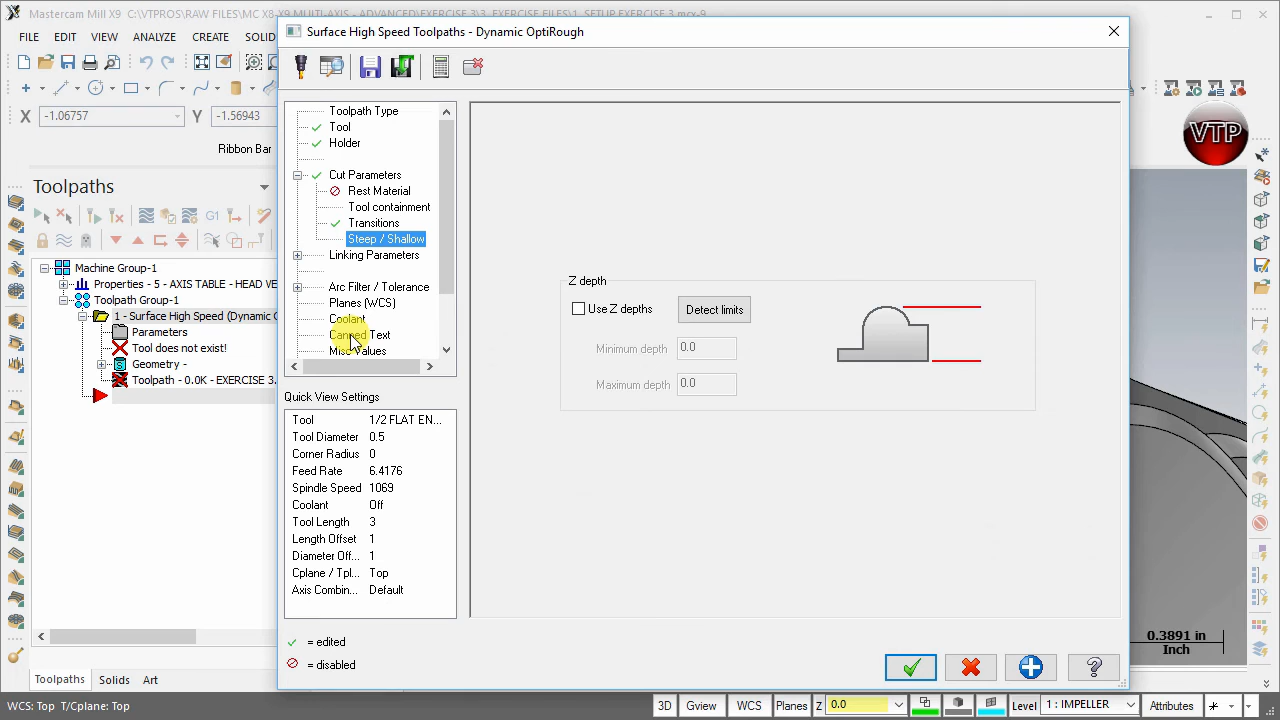 Mastercam Mill X9 C:\VTPROS\RAW FILES\MC X8-X9 MULTI-AXIS - ADVANCED\EXERCISE 3\3. EXERCISE FILES\1. SETUP EXERCISE 3.mcx-9
FILE EDIT VIEW ANALYZE CREATE SOLID
X -1.06757 Y -1.56943
Ribbon Bar
VTP
Toolpaths
Machine Group-1
Properties - 5 - AXIS TABLE - HEAD VE
Toolpath Group-1
1 - Surface High Speed (Dynamic O
Parameters
Tool does not exist!
Geometry -
Toolpath - 0.0K - EXERCISE 3.
Toolpaths Solids Art
Surface High Speed Toolpaths - Dynamic OptiRough
Toolpath Type
Tool
Holder
Cut Parameters
Rest Material
Tool containment
Transitions
Steep / Shallow
Linking Parameters
Arc Filter / Tolerance
Planes (WCS)
Coolant
Canned Text
Misc Values
Quick View Settings
Tool 1/2 FLAT EN...
Tool Diameter 0.5
Corner Radius 0
Feed Rate 6.4176
Spindle Speed 1069
Coolant Off
Tool Length 3
Length Offset 1
Diameter Off... 1
Cplane / Tpl... Top
Axis Combin... Default
= edited
= disabled
Z depth
Use Z depths
Detect limits
Minimum depth 0.0
Maximum depth 0.0
0.3891 in
Inch
WCS: Top T/Cplane: Top
3D Gview WCS Planes Z 0.0 Level 1 : IMPELLER Attributes